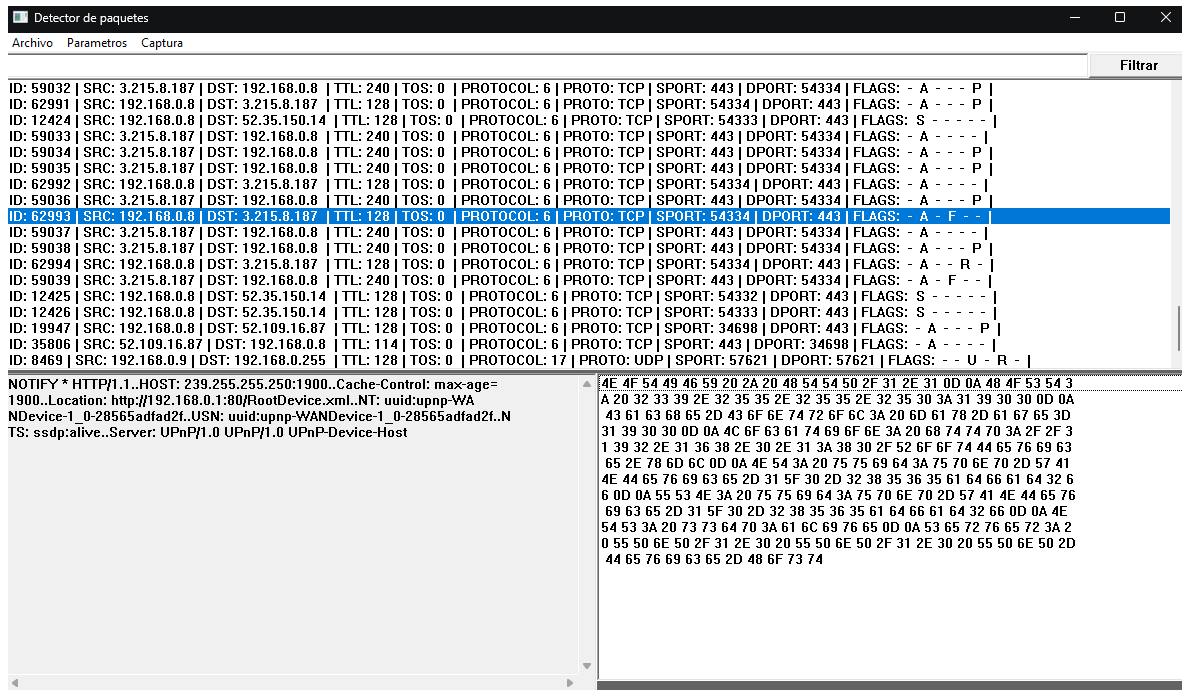 Detector de paquetes
Archivo Parametros Captura
Filtrar
ID: 59032 | SRC: 3.215.8.187 | DST: 192.168.0.8 | TTL: 240 | TOS: 0 | PROTOCOL: 6 | PROTO: TCP | SPORT: 443 | DPORT: 54334 | FLAGS: - A - - - P |
ID: 62991 | SRC: 192.168.0.8 | DST: 3.215.8.187 | TTL: 128 | TOS: 0 | PROTOCOL: 6 | PROTO: TCP | SPORT: 54334 | DPORT: 443 | FLAGS: - A - - - P |
ID: 12424 | SRC: 192.168.0.8 | DST: 52.35.150.14 | TTL: 128 | TOS: 0 | PROTOCOL: 6 | PROTO: TCP | SPORT: 54333 | DPORT: 443 | FLAGS: S - - - - - |
ID: 59033 | SRC: 3.215.8.187 | DST: 192.168.0.8 | TTL: 240 | TOS: 0 | PROTOCOL: 6 | PROTO: TCP | SPORT: 443 | DPORT: 54334 | FLAGS: - A - - - - |
ID: 59034 | SRC: 3.215.8.187 | DST: 192.168.0.8 | TTL: 240 | TOS: 0 | PROTOCOL: 6 | PROTO: TCP | SPORT: 443 | DPORT: 54334 | FLAGS: - A - - - P |
ID: 59035 | SRC: 3.215.8.187 | DST: 192.168.0.8 | TTL: 240 | TOS: 0 | PROTOCOL: 6 | PROTO: TCP | SPORT: 443 | DPORT: 54334 | FLAGS: - A - - - P |
ID: 62992 | SRC: 192.168.0.8 | DST: 3.215.8.187 | TTL: 128 | TOS: 0 | PROTOCOL: 6 | PROTO: TCP | SPORT: 54334 | DPORT: 443 | FLAGS: - A - - - - |
ID: 59036 | SRC: 3.215.8.187 | DST: 192.168.0.8 | TTL: 240 | TOS: 0 | PROTOCOL: 6 | PROTO: TCP | SPORT: 443 | DPORT: 54334 | FLAGS: - A - - - P |
ID: 62993 | SRC: 192.168.0.8 | DST: 3.215.8.187 | TTL: 128 | TOS: 0 | PROTOCOL: 6 | PROTO: TCP | SPORT: 54334 | DPORT: 443 | FLAGS: - A - F - - |
ID: 59037 | SRC: 3.215.8.187 | DST: 192.168.0.8 | TTL: 240 | TOS: 0 | PROTOCOL: 6 | PROTO: TCP | SPORT: 443 | DPORT: 54334 | FLAGS: - A - - - - |
ID: 59038 | SRC: 3.215.8.187 | DST: 192.168.0.8 | TTL: 240 | TOS: 0 | PROTOCOL: 6 | PROTO: TCP | SPORT: 443 | DPORT: 54334 | FLAGS: - A - - - P |
ID: 62994 | SRC: 192.168.0.8 | DST: 3.215.8.187 | TTL: 128 | TOS: 0 | PROTOCOL: 6 | PROTO: TCP | SPORT: 54334 | DPORT: 443 | FLAGS: - A - - R - |
ID: 59039 | SRC: 3.215.8.187 | DST: 192.168.0.8 | TTL: 240 | TOS: 0 | PROTOCOL: 6 | PROTO: TCP | SPORT: 443 | DPORT: 54334 | FLAGS: - A - F - - |
ID: 12425 | SRC: 192.168.0.8 | DST: 52.35.150.14 | TTL: 128 | TOS: 0 | PROTOCOL: 6 | PROTO: TCP | SPORT: 54332 | DPORT: 443 | FLAGS: S - - - - - |
ID: 12426 | SRC: 192.168.0.8 | DST: 52.35.150.14 | TTL: 128 | TOS: 0 | PROTOCOL: 6 | PROTO: TCP | SPORT: 54333 | DPORT: 443 | FLAGS: S - - - - - |
ID: 19947 | SRC: 192.168.0.8 | DST: 52.109.16.87 | TTL: 128 | TOS: 0 | PROTOCOL: 6 | PROTO: TCP | SPORT: 34698 | DPORT: 443 | FLAGS: - A - - - P |
ID: 35806 | SRC: 52.109.16.87 | DST: 192.168.0.8 | TTL: 114 | TOS: 0 | PROTOCOL: 6 | PROTO: TCP | SPORT: 443 | DPORT: 34698 | FLAGS: - A - - - - |
ID: 8469 | SRC: 192.168.0.9 | DST: 192.168.0.255 | TTL: 128 | TOS: 0 | PROTOCOL: 17 | PROTO: UDP | SPORT: 57621 | DPORT: 57621 | FLAGS: - - U - R - |
NOTIFY * HTTP/1.1..HOST: 239.255.255.250:1900..Cache-Control: max-age=
1900..Location: http://192.168.0.1:80/RootDevice.xml..NT: uuid:upnp-WA
NDevice-1_0-28565adfad2f..USN: uuid:upnp-WANDevice-1_0-28565adfad2f..N
TS: ssdp:alive..Server: UPnP/1.0 UPnP/1.0 UPnP-Device-Host
4E 4F 54 49 46 59 20 2A 20 48 54 54 50 2F 31 2E 31 0D 0A 48 4F 53 54 3
A 20 32 33 39 2E 32 35 35 2E 32 35 35 2E 32 35 30 3A 31 39 30 30 0D 0A
43 61 63 68 65 2D 43 6F 6E 74 72 6F 6C 3A 20 6D 61 78 2D 61 67 65 3D
31 39 30 30 0D 0A 4C 6F 63 61 74 69 6F 6E 3A 20 68 74 74 70 3A 2F 2F 3
1 39 32 2E 31 36 38 2E 30 2E 31 3A 38 30 2F 52 6F 6F 74 44 65 76 69 63
65 2E 78 6D 6C 0D 0A 4E 54 3A 20 75 75 69 64 3A 75 70 6E 70 2D 57 41
4E 44 65 76 69 63 65 2D 31 5F 30 2D 32 38 35 36 35 61 64 66 61 64 32 6
6 0D 0A 55 53 4E 3A 20 75 75 69 64 3A 75 70 6E 70 2D 57 41 4E 44 65 76
69 63 65 2D 31 5F 30 2D 32 38 35 36 35 61 64 66 61 64 32 66 0D 0A 4E
54 53 3A 20 73 73 64 70 3A 61 6C 69 76 65 0D 0A 53 65 72 76 65 72 3A 2
0 55 50 6E 50 2F 31 2E 30 20 55 50 6E 50 2F 31 2E 30 20 55 50 6E 50 2D
44 65 76 69 63 65 2D 48 6F 73 74